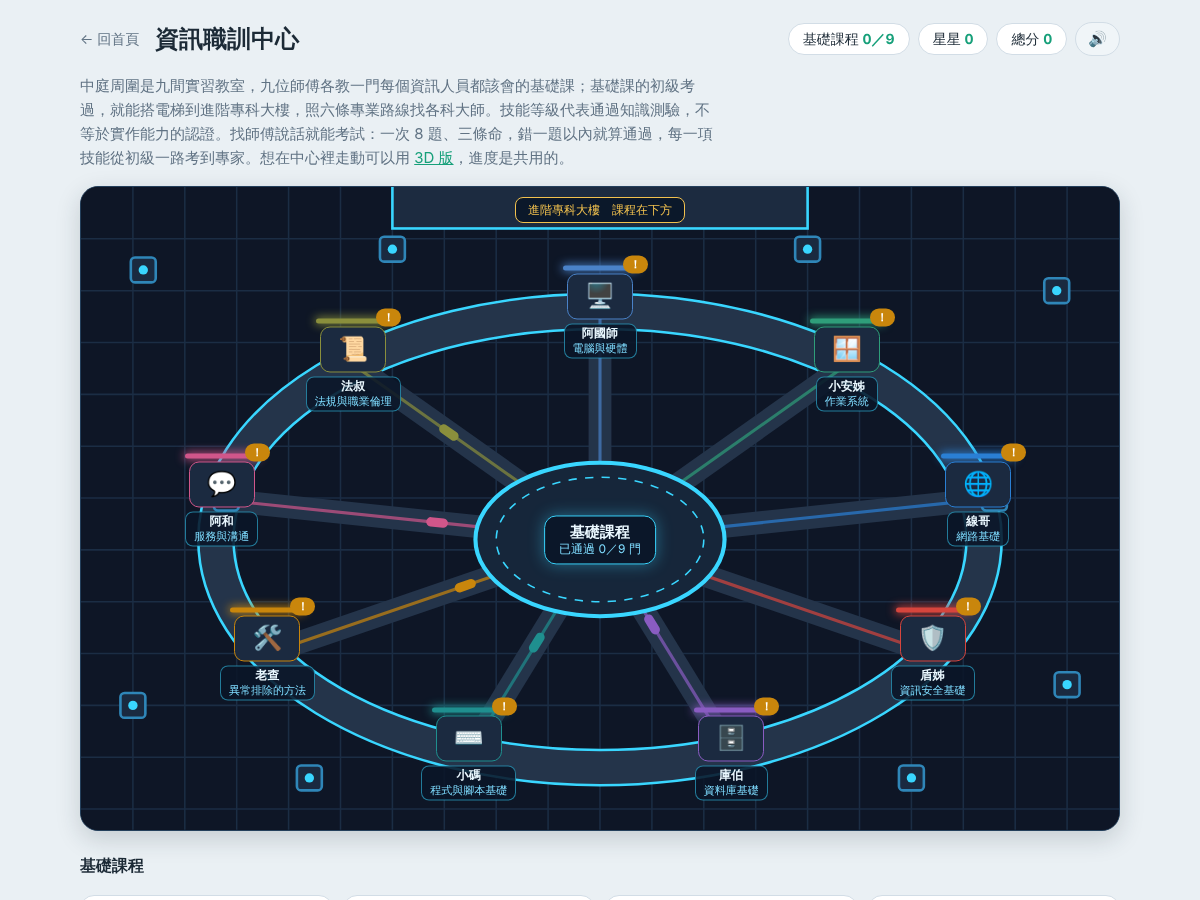 ← 回首頁
資訊職訓中心
基礎課程 0／9
星星 0
總分 0
中庭周圍是九間實習教室，九位師傅各教一門每個資訊人員都該會的基礎課；基礎課的初級考
過，就能搭電梯到進階專科大樓，照六條專業路線找各科大師。技能等級代表通過知識測驗，不
等於實作能力的認證。找師傅說話就能考試：一次 8 題、三條命，錯一題以內就算通過，每一項
技能從初級一路考到專家。想在中心裡走動可以用 3D 版，進度是共用的。
進階專科大樓　課程在下方
!
阿國師
電腦與硬體
!
法叔
法規與職業倫理
!
小安姊
作業系統
!
阿和
服務與溝通
!
線哥
網路基礎
基礎課程
已通過 0／9 門
!
老查
異常排除的方法
!
盾姊
資訊安全基礎
!
小碼
程式與腳本基礎
!
庫伯
資料庫基礎
基礎課程